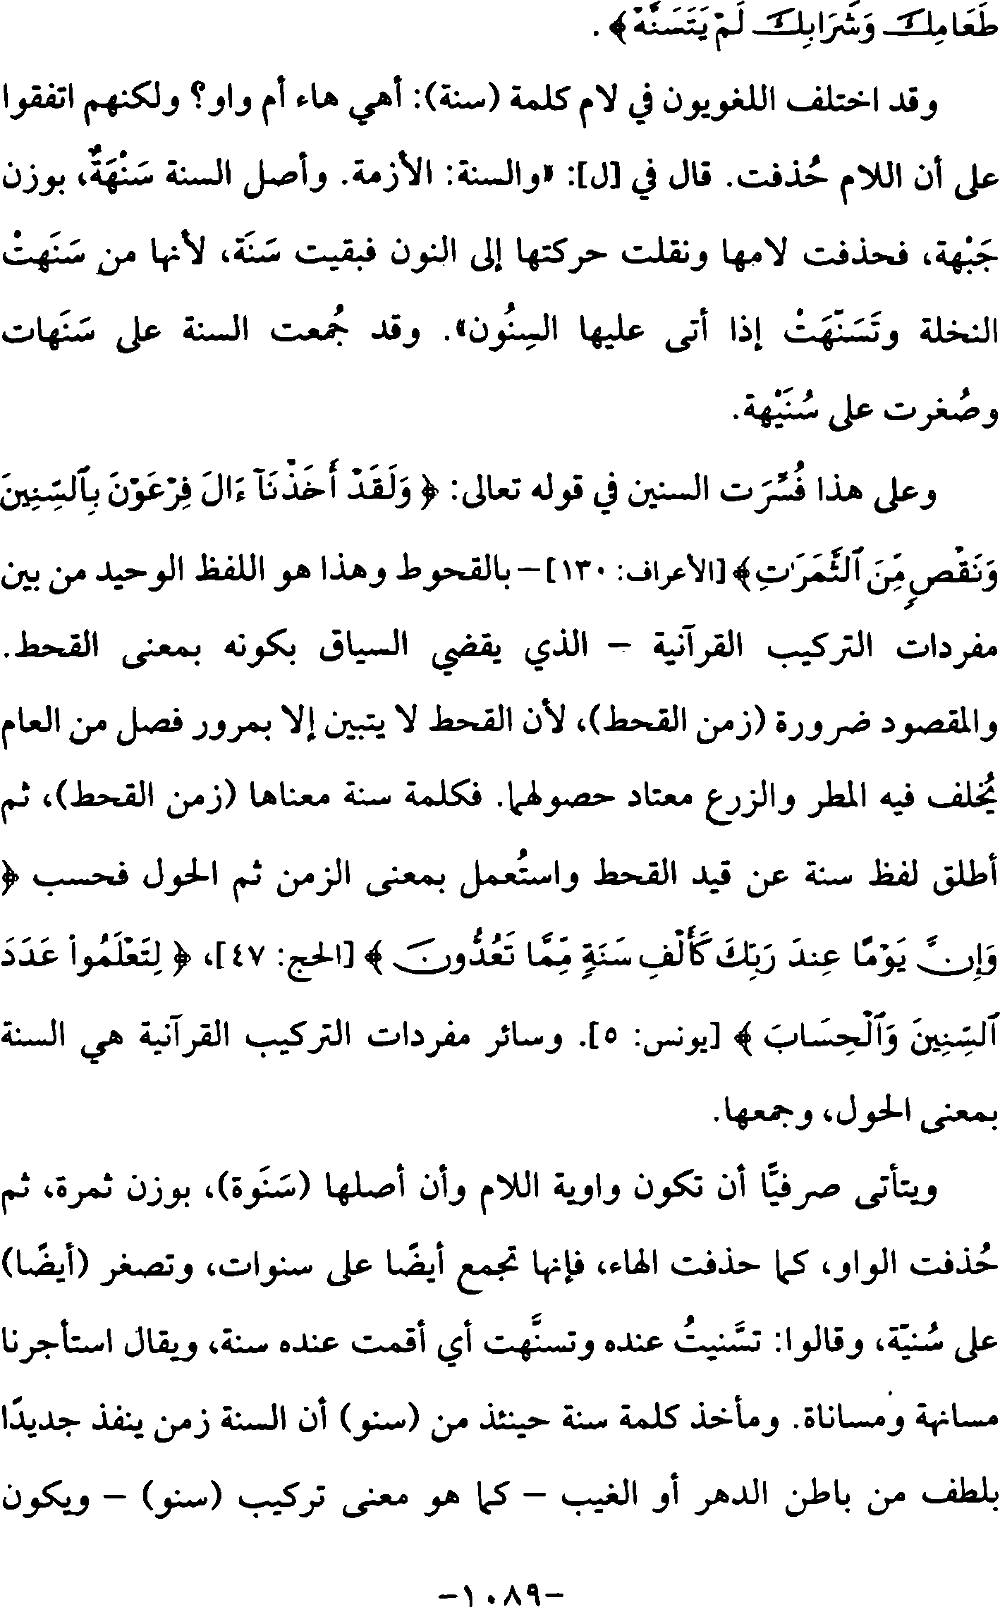 طَعَامِكَ وَشَرَابِكَ لَمْ يَتَسَنَّهْ﴾.
وقد اختلف اللغويون في لام كلمة (سنة): أهي هاء أم واو؟ ولكنهم اتفقوا
على أن اللام حُذفت. قال في [ل]: «والسنة: الأزمة. وأصل السنة سَنْهَةٌ، بوزن
جَبْهة، فحذفت لامها ونقلت حركتها إلى النون فبقيت سَنَة، لأنها من سَنَهتْ
النخلة وتَسَنّهَتْ إذا أتى عليها السِنُون». وقد جُمعت السنة على سَنَهات
وصُغرت على سُنَيْهة.
وعلى هذا فُسِّرَت السنين في قوله تعالى: ﴿وَلَقَدْ أَخَذْنَآ ءَالَ فِرْعَوْنَ بِٱلسِّنِينَ
وَنَقْصٍ مِّنَ ٱلثَّمَرَٰتِ﴾ [الأعراف: ١٣٠] – بالقحوط وهذا هو اللفظ الوحيد من بين
مفردات التركيب القرآنية – الذي يقضي السياق بكونه بمعنى القحط.
والمقصود ضرورة (زمن القحط)، لأن القحط لا يتبين إلا بمرور فصل من العام
يُخلف فيه المطر والزرع معتاد حصولهما. فكلمة سنة معناها (زمن القحط)، ثم
أطلق لفظ سنة عن قيد القحط واستُعمل بمعنى الزمن ثم الحول فحسب ﴿
وَإِنَّ يَوْمًا عِندَ رَبِّكَ كَأَلْفِ سَنَةٍ مِّمَّا تَعُدُّونَ﴾ [الحج: ٤٧]، ﴿لِتَعْلَمُوا۟ عَدَدَ
ٱلسِّنِينَ وَٱلْحِسَابَ﴾ [يونس: ٥]. وسائر مفردات التركيب القرآنية هي السنة
بمعنى الحول، وجمعها.
ويتأتى صرفيًّا أن تكون واوية اللام وأن أصلها (سَنَوة)، بوزن ثمرة، ثم
حُذفت الواو، كما حذفت الهاء، فإنها تجمع أيضًا على سنوات، وتصغر (أيضًا)
على سُنيّة، وقالوا: تسَّنيتُ عنده وتسنَّهت أي أقمت عنده سنة، ويقال استأجرنا
مسانهة ومساناة. ومأخذ كلمة سنة حينئذ من (سنو) أن السنة زمن ينفذ جديدًا
بلطف من باطن الدهر أو الغيب – كما هو معنى تركيب (سنو) – ويكون
-١٠٨٩-